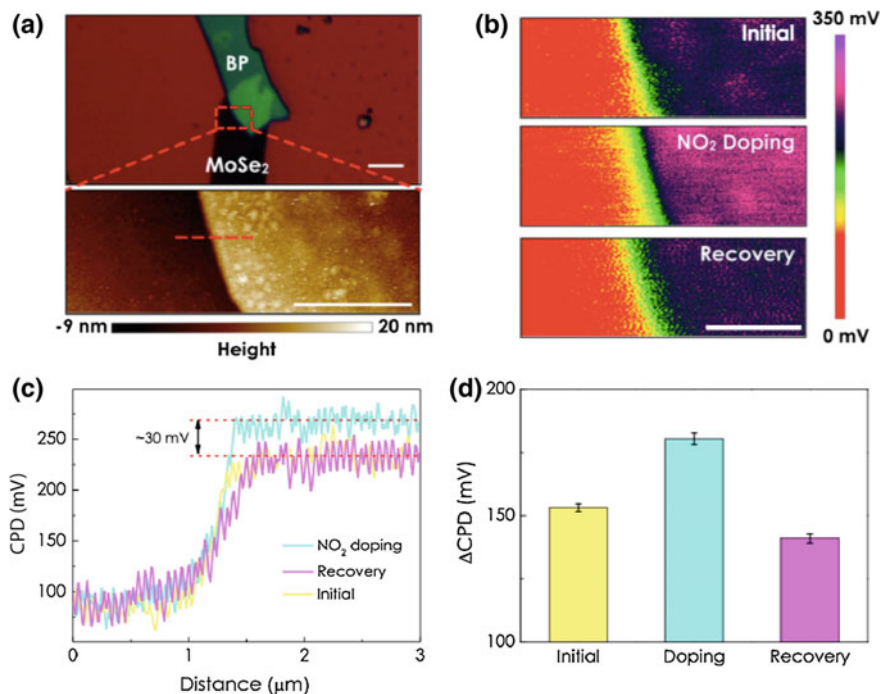 (a)
BP
MoSe₂
-9 nm
20 nm
Height
(b)
350 mV
Initial
NO₂ Doping
Recovery
0 mV
(c)
CPD (mV)
250
200
150
100
~30 mV
NO₂ doping
Recovery
Initial
0
1
2
3
Distance (μm)
(d)
ΔCPD (mV)
200
150
100
Initial
Doping
Recovery